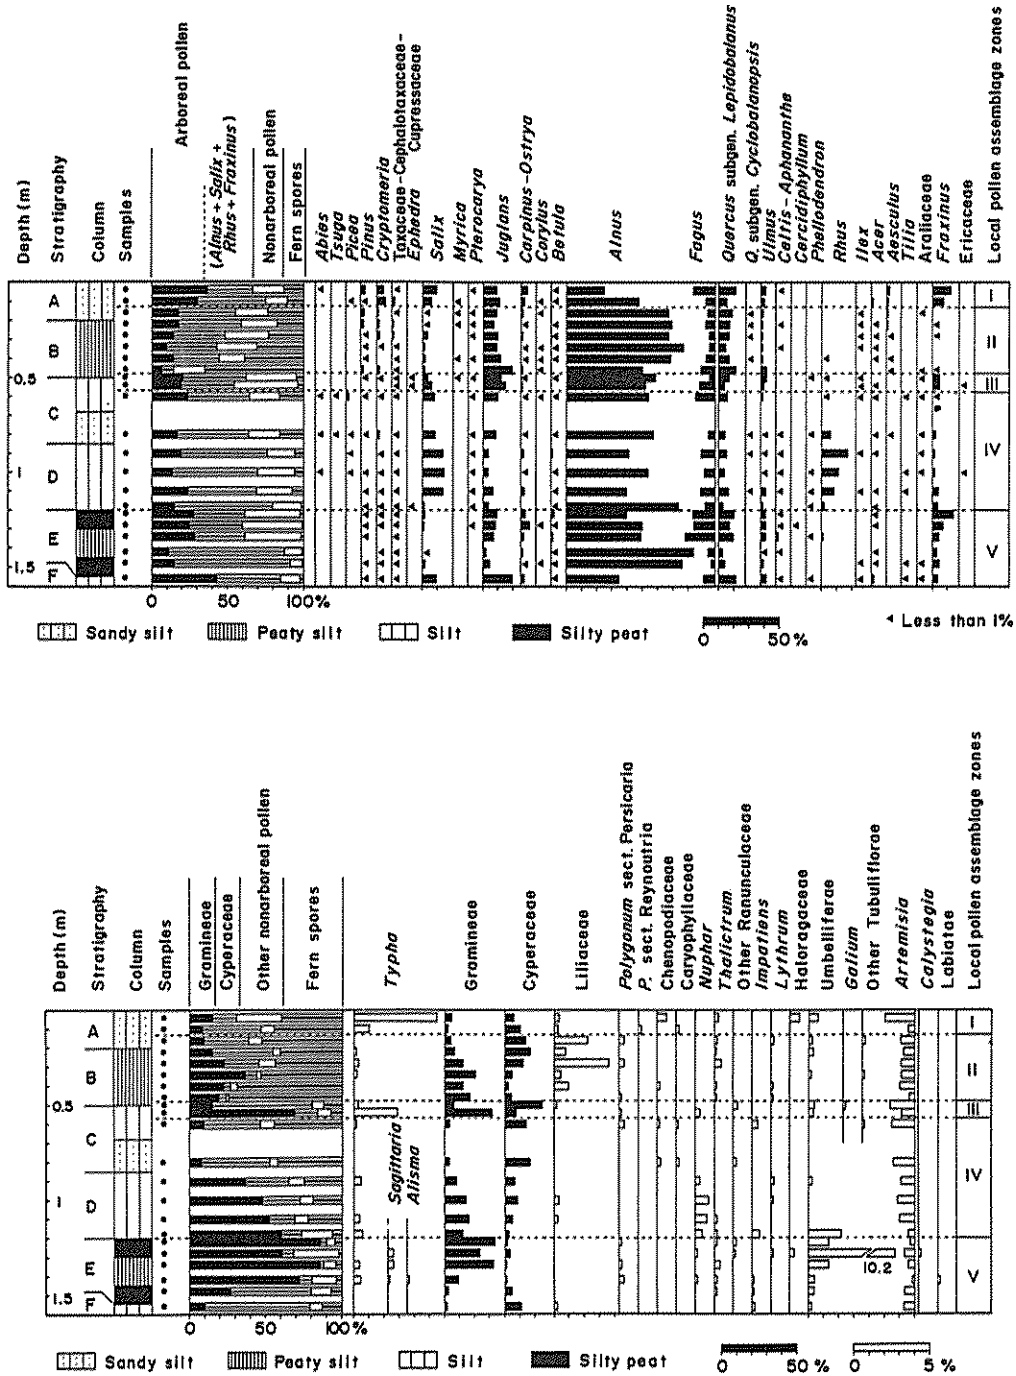 Depth (m)
Stratigraphy
Column
Samples
Arboreal pollen
(Alnus + Salix +
Rhus + Fraxinus)
Nonarboreal pollen
Fern spores
Abies
Tsuga
Picea
Pinus
Cryptomeria
Taxaceae-Cephalotaxaceae-
Cupressaceae
Ephedra
Salix
Myrica
Pterocarya
Juglans
Carpinus-Ostrya
Corylus
Betula
Alnus
Fagus
Quercus subgen. Lepidobalanus
Q. subgen. Cyclobalanopsis
Ulmus
Celtis-Aphananthe
Cercidiphyllum
Phellodendron
Rhus
Ilex
Acer
Aesculus
Tilia
Araliaceae
Fraxinus
Ericaceae
Local pollen assemblage zones
A
B
C
D
E
F
0.5
1
1.5
I
II
III
IV
V
0 50 100%
Sandy silt
Peaty silt
Silt
Silty peat
0 50 %
Less than 1%
Depth (m)
Stratigraphy
Column
Samples
Gramineae
Cyperaceae
Other nonarboreal pollen
Fern spores
Typha
Sagittaria
Alisma
Gramineae
Cyperaceae
Liliaceae
Polygonum sect. Persicaria
P. sect. Reynoutria
Chenopodiaceae
Caryophyllaceae
Nuphar
Thalictrum
Other Ranunculaceae
Impatiens
Lythrum
Haloragaceae
Umbelliferae
Galium
Other Tubuliflorae
Artemisia
Calystegia
Labiatae
Local pollen assemblage zones
A
B
C
D
E
F
0.5
1
1.5
10.2
I
II
III
IV
V
0 50 100%
Sandy silt
Peaty silt
Silt
Silty peat
0 50 %
0 5 %